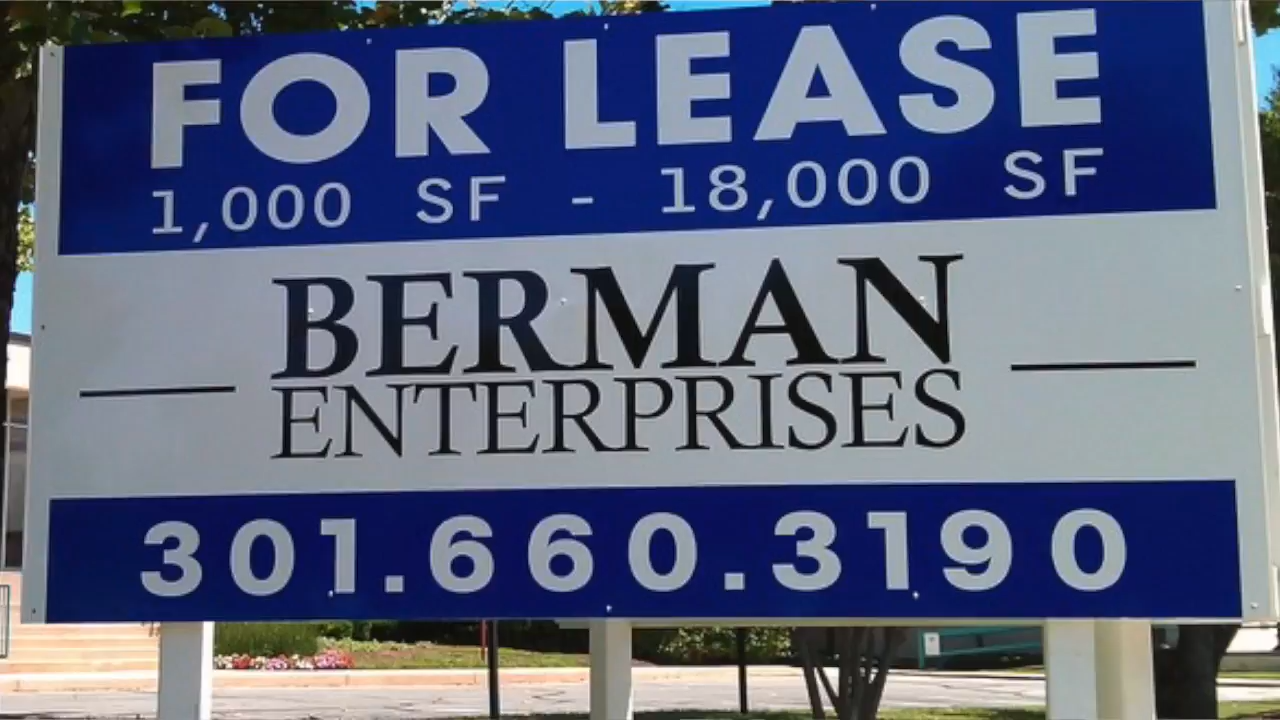 FOR LEASE
1,000 SF - 18,000 SF
BERMAN
ENTERPRISES
301.660.3190